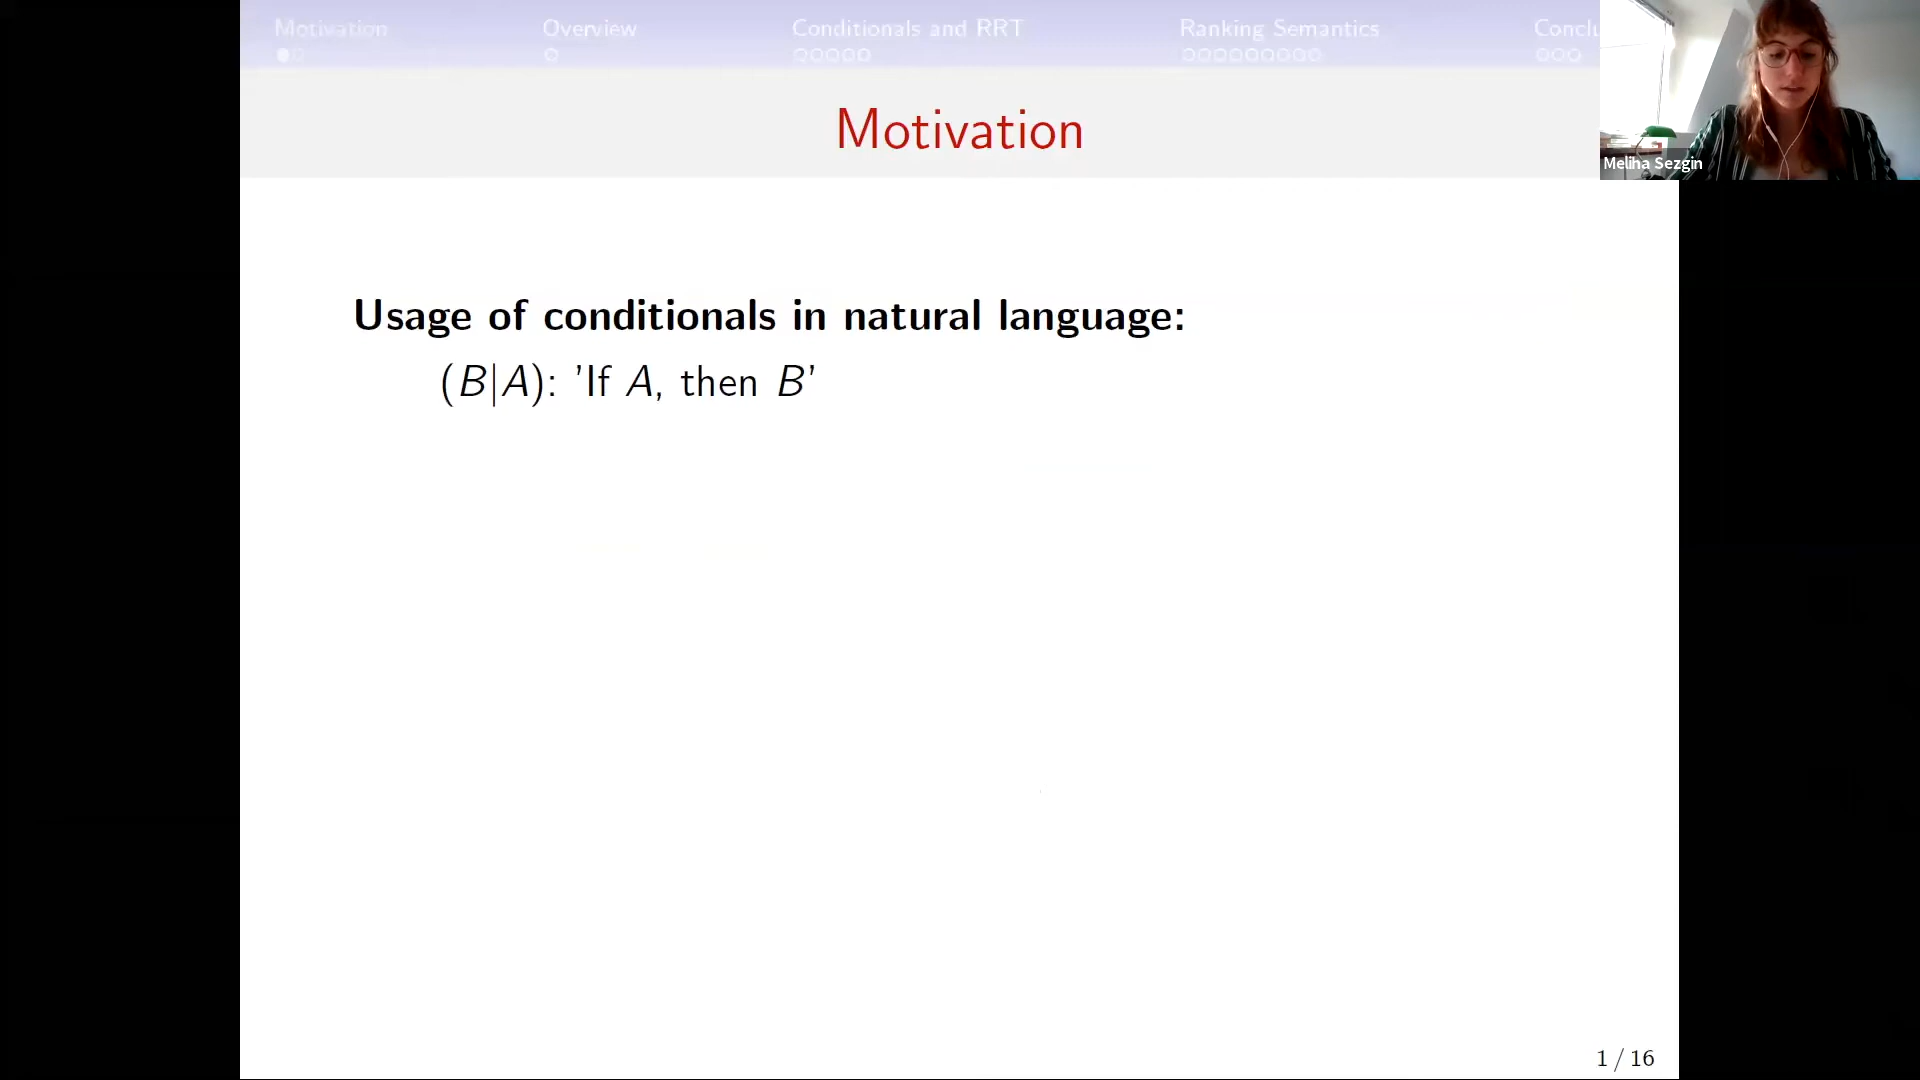 Motivation Overview Conditionals and RRT Ranking Semantics Conclu
Motivation
Meliha Sezgin
Usage of conditionals in natural language:
(B|A): 'If A, then B'
1 / 16